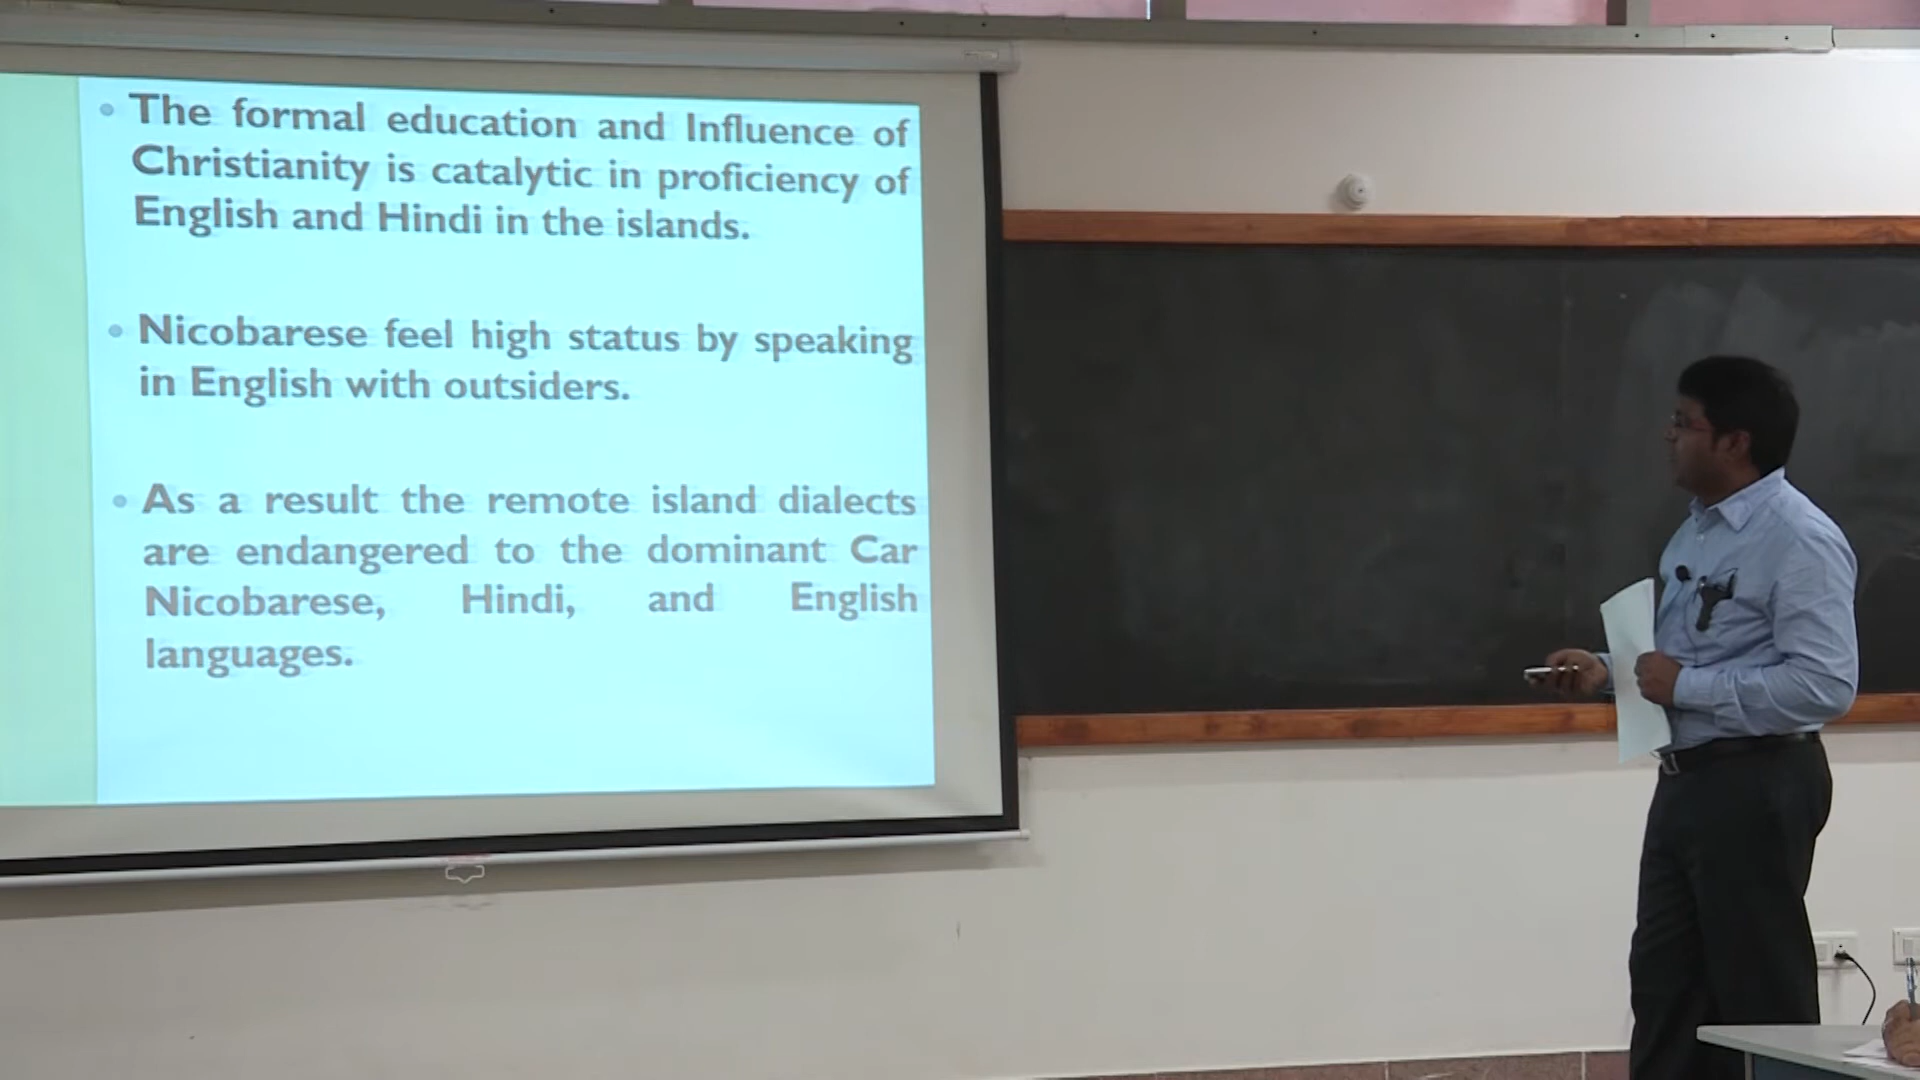 • The formal education and Influence of
Christianity is catalytic in proficiency of
English and Hindi in the islands.
• Nicobarese feel high status by speaking
in English with outsiders.
• As a result the remote island dialects
are endangered to the dominant Car
Nicobarese, Hindi, and English
languages.